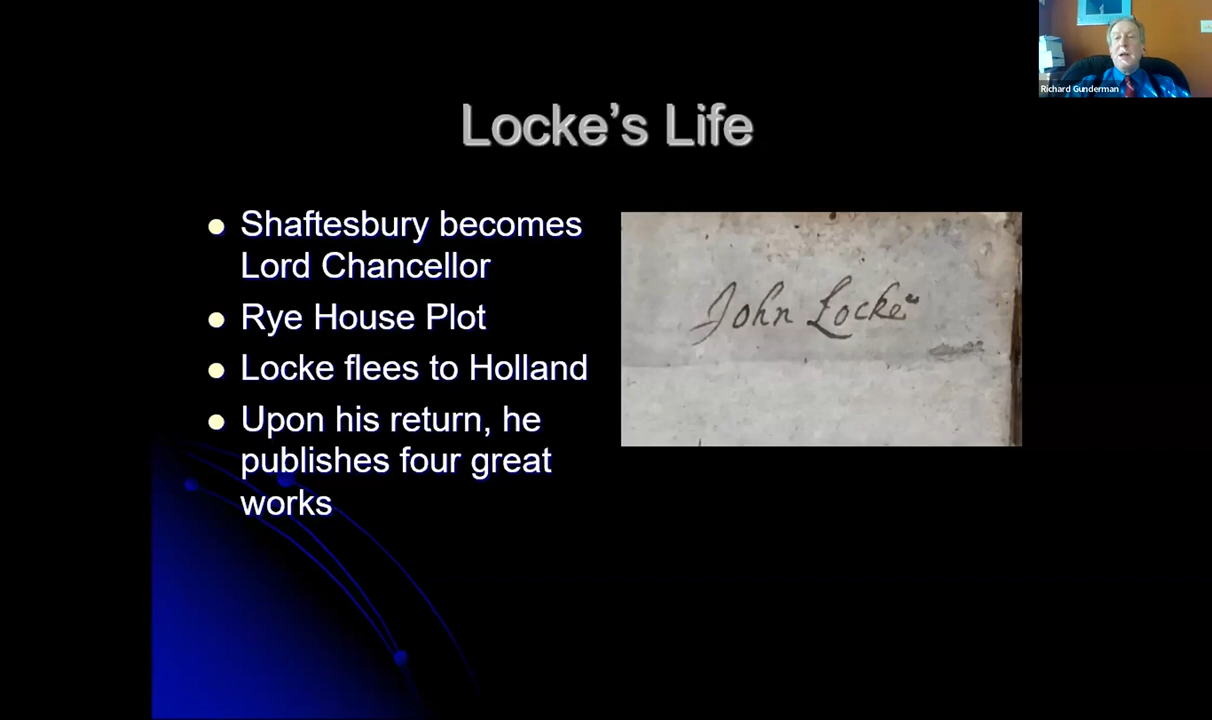 Richard Gunderman
Locke's Life
Shaftesbury becomes
Lord Chancellor
Rye House Plot
Locke flees to Holland
Upon his return, he
publishes four great
works
John Locke